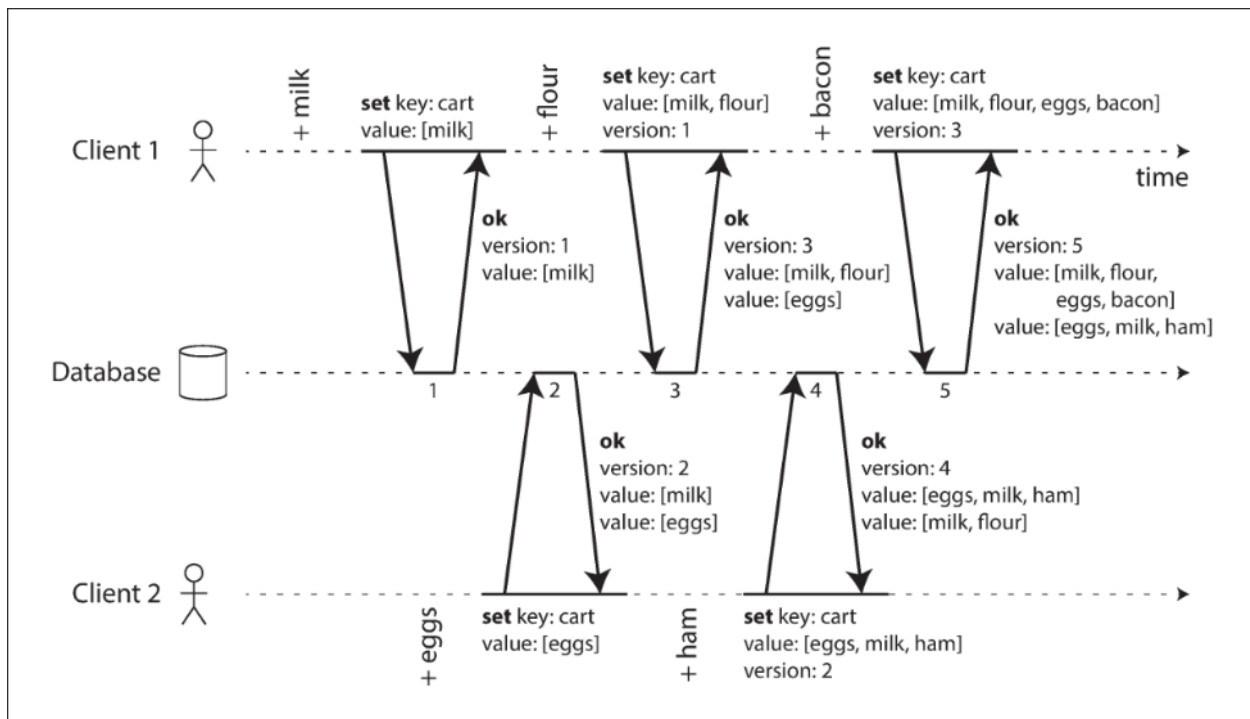 + milk
set key: cart
value: [milk]
+ flour
set key: cart
value: [milk, flour]
version: 1
+ bacon
set key: cart
value: [milk, flour, eggs, bacon]
version: 3
Client 1
time
ok
version: 1
value: [milk]
ok
version: 3
value: [milk, flour]
value: [eggs]
ok
version: 5
value: [milk, flour,
eggs, bacon]
value: [eggs, milk, ham]
Database
1
2
3
4
5
ok
version: 2
value: [milk]
value: [eggs]
ok
version: 4
value: [eggs, milk, ham]
value: [milk, flour]
Client 2
+ eggs
set key: cart
value: [eggs]
+ ham
set key: cart
value: [eggs, milk, ham]
version: 2